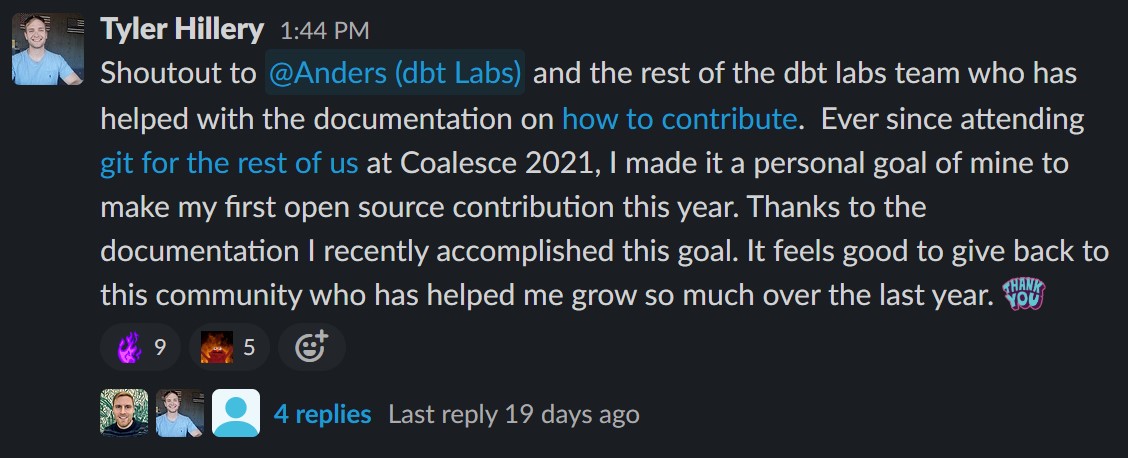 Tyler Hillery 1:44 PM
Shoutout to @Anders (dbt Labs) and the rest of the dbt labs team who has
helped with the documentation on how to contribute.  Ever since attending
git for the rest of us at Coalesce 2021, I made it a personal goal of mine to
make my first open source contribution this year. Thanks to the
documentation I recently accomplished this goal. It feels good to give back to
this community who has helped me grow so much over the last year. THANK YOU
9 5
4 replies Last reply 19 days ago